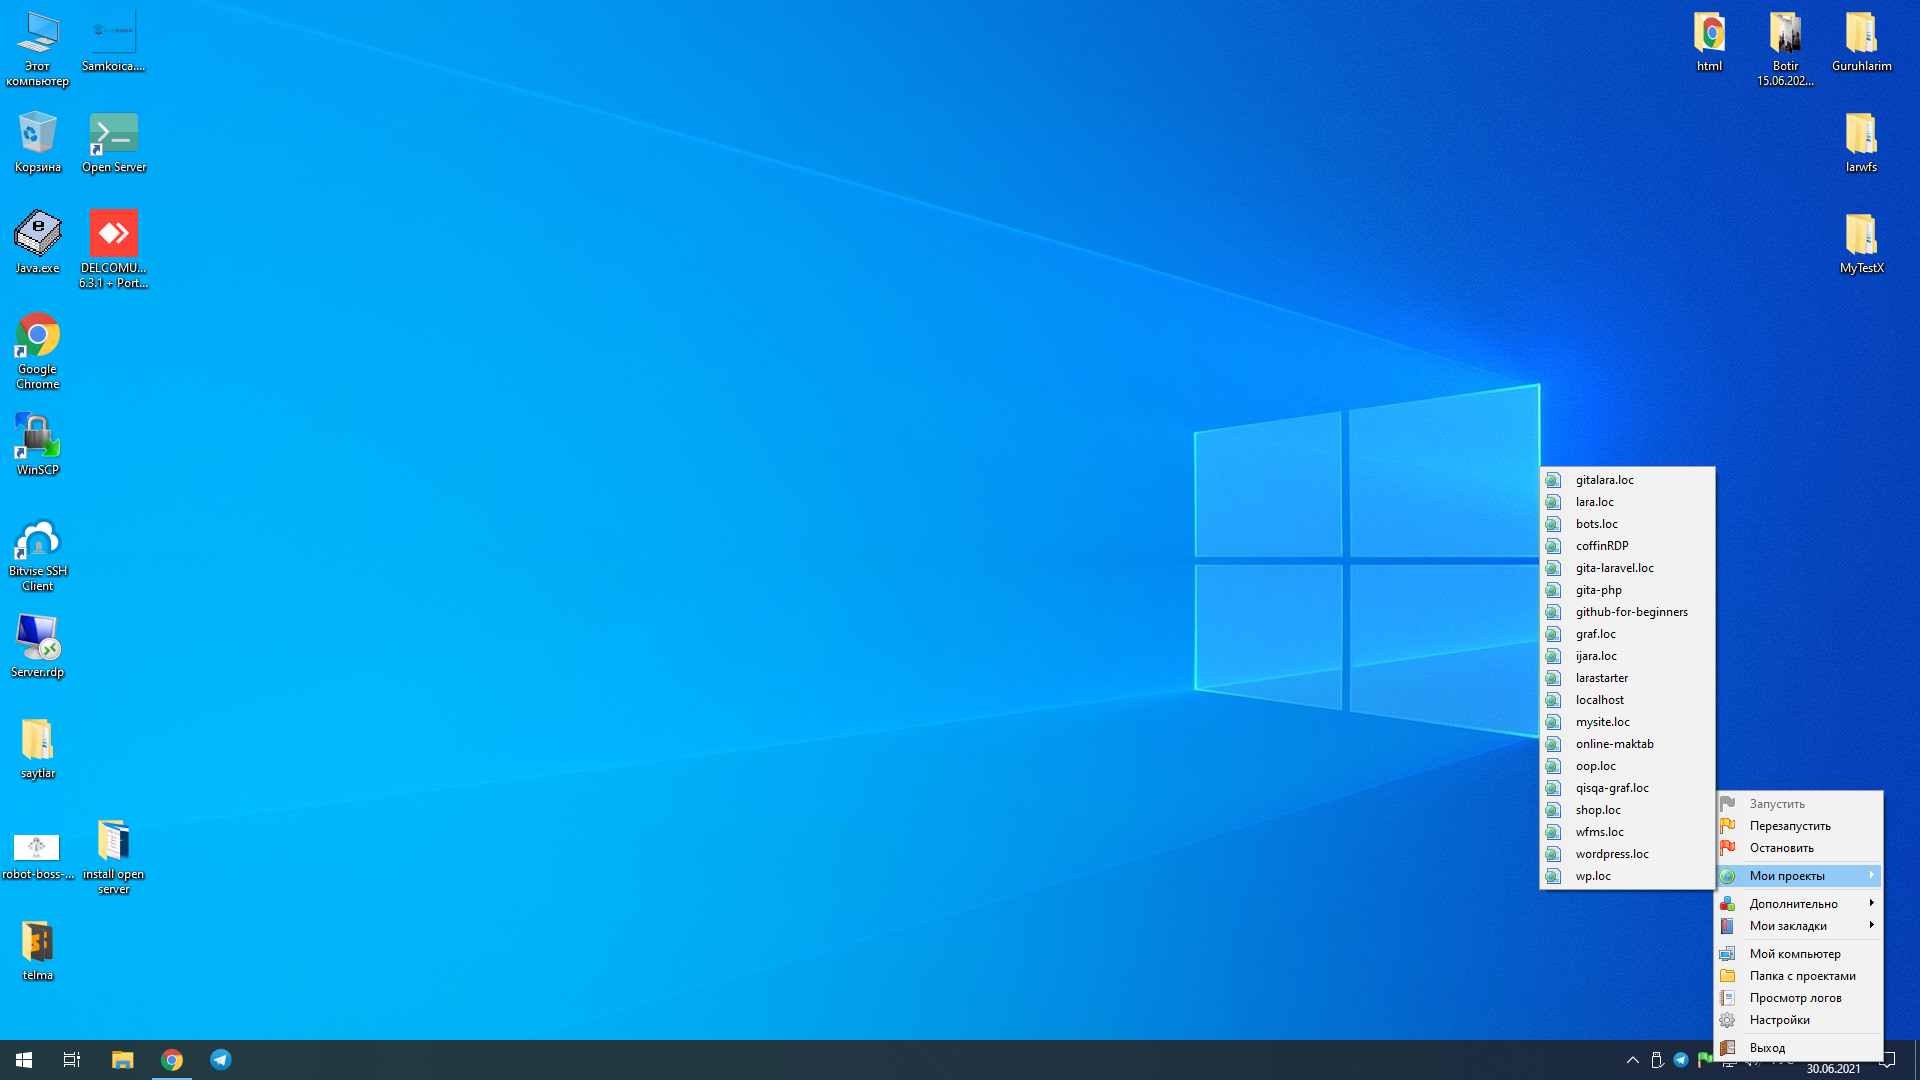 Этот
компьютер
Samkoica....
Корзина
Open Server
Java.exe
DELCOMU...
6.3.1 + Port...
Google
Chrome
WinSCP
Bitvise SSH
Client
Server.rdp
saytlar
robot-boss-...
install open
server
telma
html
Botir
15.06.202...
Guruhlarim
larwfs
MyTestX
gitalara.loc
lara.loc
bots.loc
coffinRDP
gita-laravel.loc
gita-php
github-for-beginners
graf.loc
ijara.loc
larastarter
localhost
mysite.loc
online-maktab
oop.loc
qisqa-graf.loc
shop.loc
wfms.loc
wordpress.loc
wp.loc
Запустить
Перезапустить
Остановить
Мои проекты
Дополнительно
Мои закладки
Мой компьютер
Папка с проектами
Просмотр логов
Настройки
Выход
30.06.2021